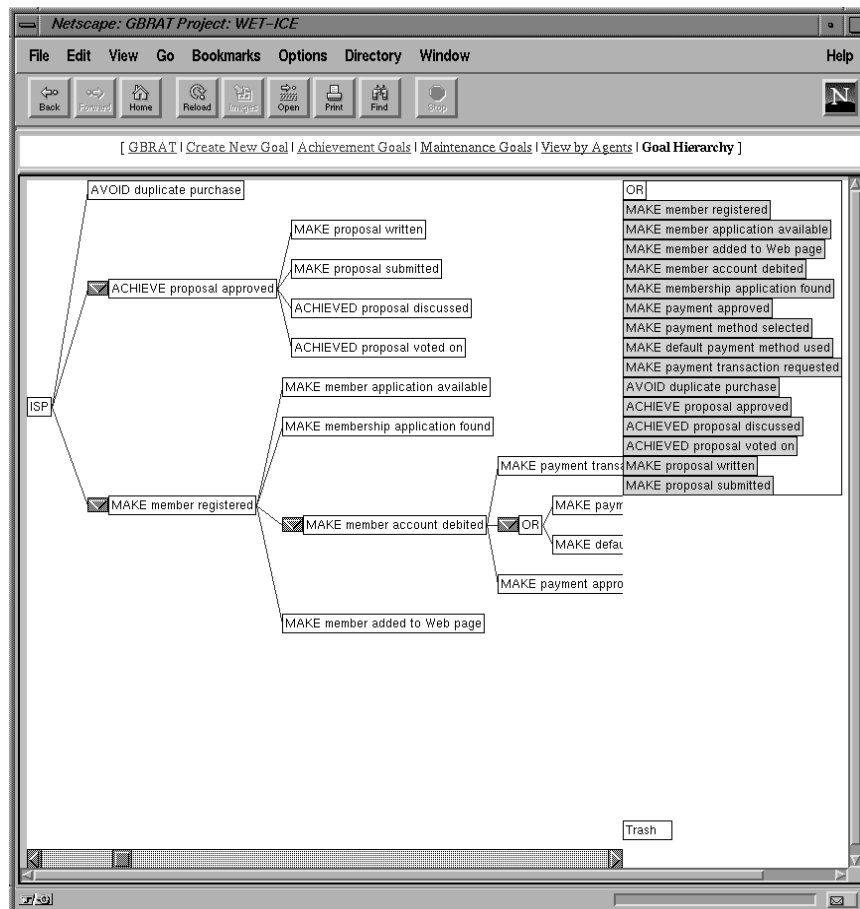 Netscape: GBRAT Project: WET-ICE
File Edit View Go Bookmarks Options Directory Window Help
Back Forward Home Reload Images Open Print Find Stop
N
[ GBRAT | Create New Goal | Achievement Goals | Maintenance Goals | View by Agents | Goal Hierarchy ]
AVOID duplicate purchase
MAKE proposal written
MAKE proposal submitted
ACHIEVE proposal approved
ACHIEVED proposal discussed
ACHIEVED proposal voted on
MAKE member application available
ISP
MAKE membership application found
MAKE payment transa
MAKE member registered
MAKE paym
MAKE member account debited
OR
MAKE defau
MAKE payment appro
MAKE member added to Web page
OR
MAKE member registered
MAKE member application available
MAKE member added to Web page
MAKE member account debited
MAKE membership application found
MAKE payment approved
MAKE payment method selected
MAKE default payment method used
MAKE payment transaction requested
AVOID duplicate purchase
ACHIEVE proposal approved
ACHIEVED proposal discussed
ACHIEVED proposal voted on
MAKE proposal written
MAKE proposal submitted
Trash